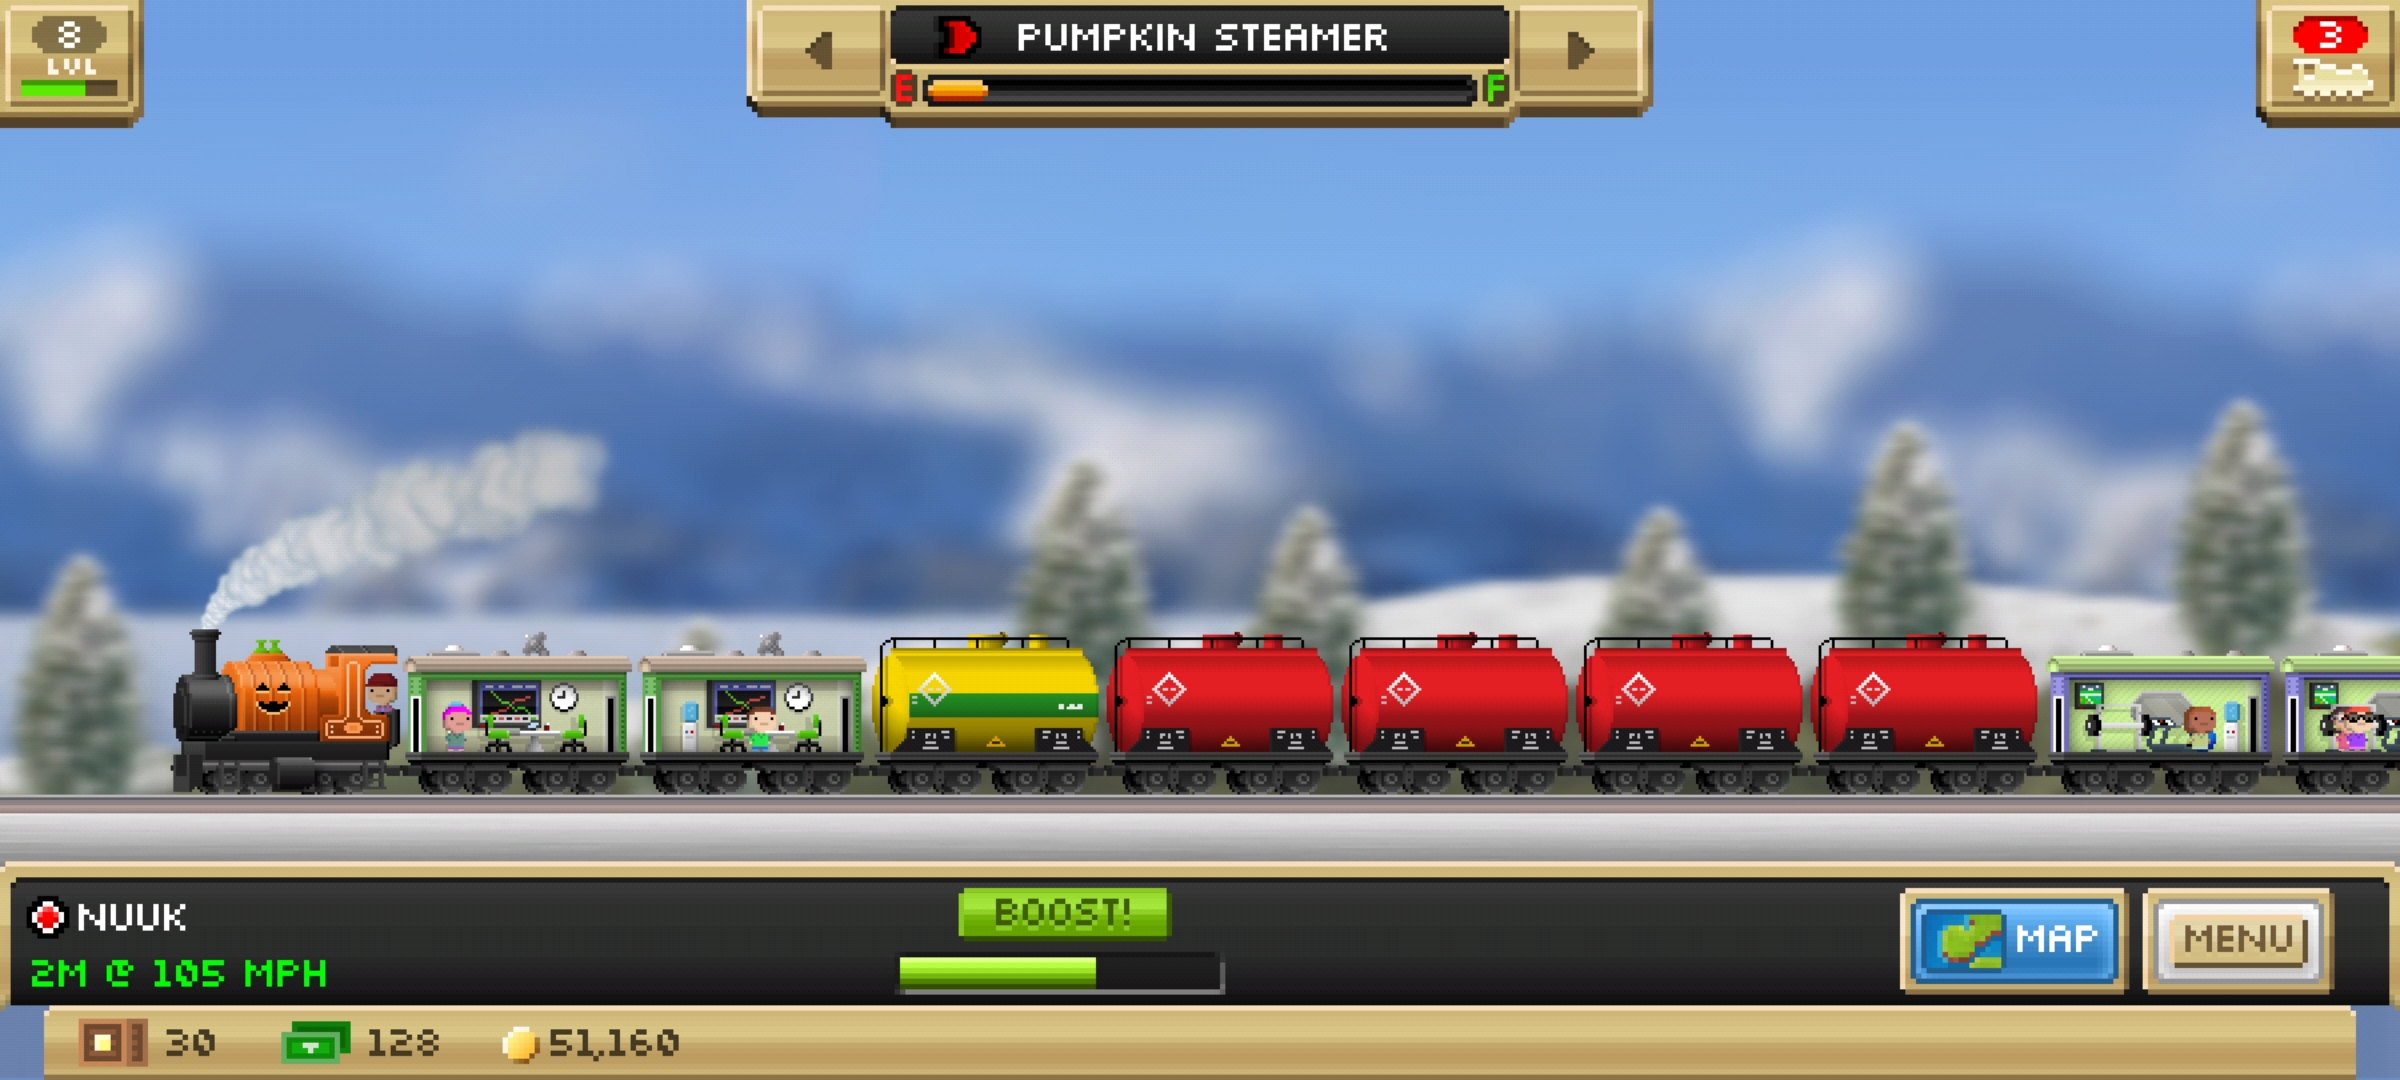 8
LVL
PUMPKIN STEAMER
E F
3
NUUK
2M @ 105 MPH
BOOST!
MAP
MENU
30
128
51,160